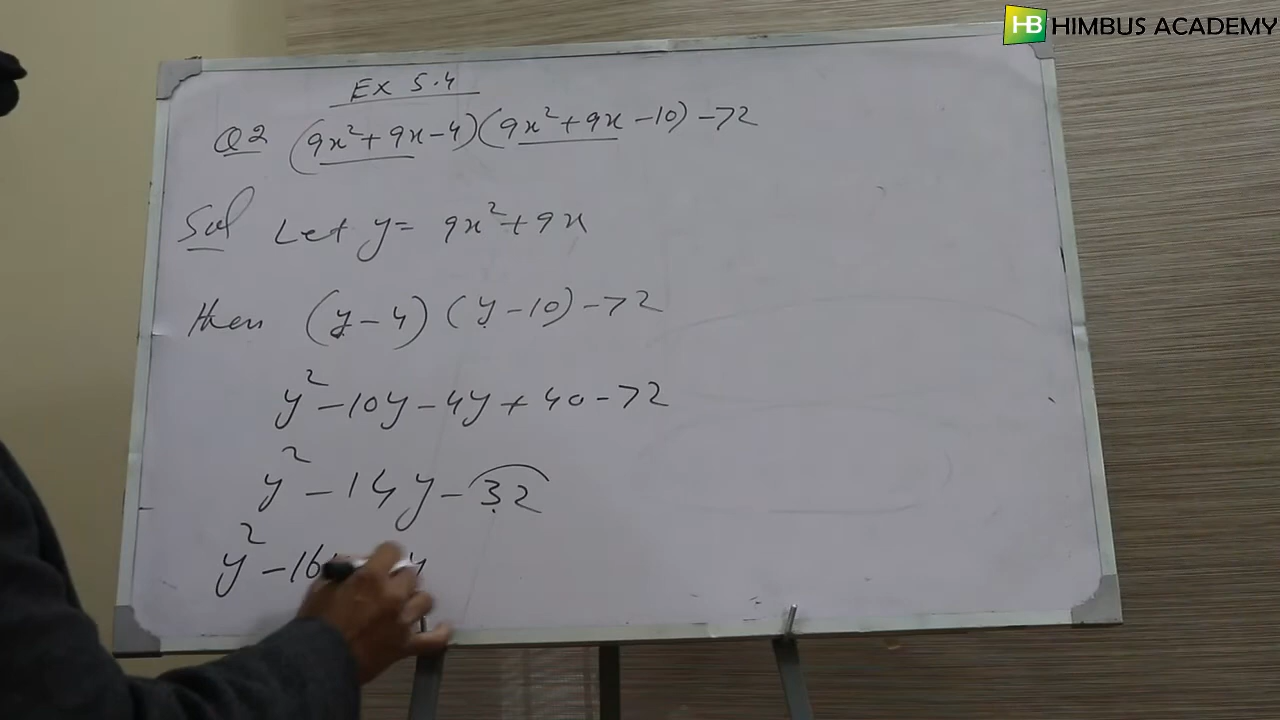 HB HIMBUS ACADEMY
Ex 5.4
Q2 (9x²+9x-4)(9x²+9x-10)-72
Sol Let y= 9x²+9x
then (y-4) (y-10)-72
y²-10y-4y+40-72
y²-14y-32
y²-16